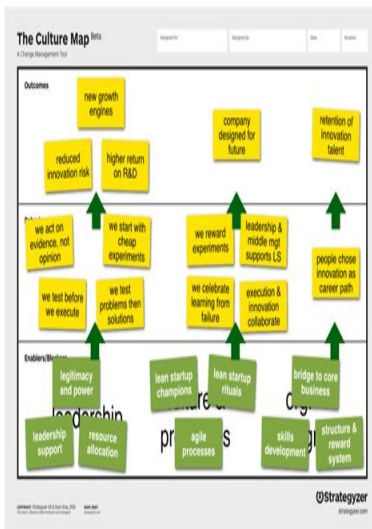 The Culture Map Beta
A Change Management Tool
Designed for:
Designed by:
Date:
Iteration:
Outcomes
new growth
engines
reduced
innovation risk
higher return
on R&D
company
designed for
future
retention of
innovation
talent
we act on
evidence, not
opinion
we start with
cheap
experiments
we test before
we execute
we test
problems then
solutions
we reward
experiments
leadership &
middle mgt
supports LS
we celebrate
learning from
failure
execution &
innovation
collaborate
people chose
innovation as
career path
Enablers/Blockers
legitimacy
and power
leadership
leadership
support
resource
allocation
lean startup
champions
lean startup
rituals
agile
processes
bridge to core
business
skills
development
structure &
reward
system
Strategyzer
strategyzer.com